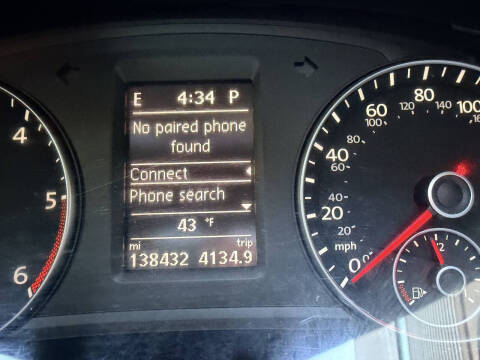 E 4:34 P
No paired phone
found
Connect
Phone search
43 °F
mi trip
138432 4134.9
4
5
6
100
80
60
40
20
0
mph
140
120
100
80
60
20